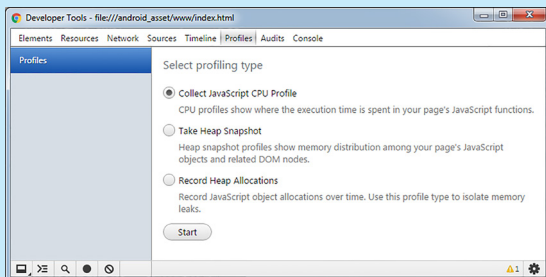 Developer Tools - file:///android_asset/www/index.html
Elements Resources Network Sources Timeline Profiles Audits Console
Profiles
Select profiling type
Collect JavaScript CPU Profile
CPU profiles show where the execution time is spent in your page's JavaScript functions.
Take Heap Snapshot
Heap snapshot profiles show memory distribution among your page's JavaScript
objects and related DOM nodes.
Record Heap Allocations
Record JavaScript object allocations over time. Use this profile type to isolate memory
leaks.
Start
1